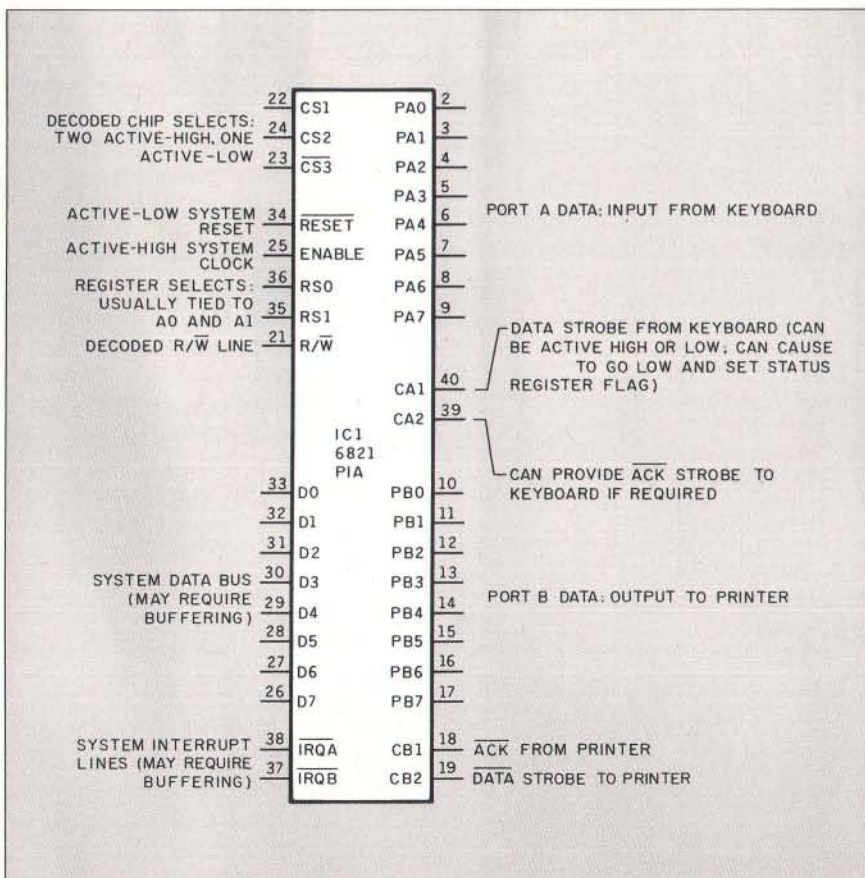 DECODED CHIP SELECTS:
TWO ACTIVE-HIGH, ONE
ACTIVE-LOW
22
24
23
ACTIVE-LOW SYSTEM
RESET
34
ACTIVE-HIGH SYSTEM
CLOCK
25
REGISTER SELECTS:
USUALLY TIED TO
A0 AND A1
36
35
DECODED R/W̅ LINE
21
33
32
31
30
29
28
27
26
SYSTEM DATA BUS
(MAY REQUIRE
BUFFERING)
SYSTEM INTERRUPT
LINES (MAY REQUIRE
BUFFERING)
38
37
CS1
CS2
C̅S̅3̅
R̅E̅S̅E̅T̅
ENABLE
RS0
RS1
R/W̅
IC1
6821
PIA
D0
D1
D2
D3
D4
D5
D6
D7
I̅R̅Q̅A̅
I̅R̅Q̅B̅
PA0
PA1
PA2
PA3
PA4
PA5
PA6
PA7
CA1
CA2
PB0
PB1
PB2
PB3
PB4
PB5
PB6
PB7
CB1
CB2
2
3
4
5
6
7
8
9
40
39
10
11
12
13
14
15
16
17
18
19
PORT A DATA: INPUT FROM KEYBOARD
DATA STROBE FROM KEYBOARD (CAN
BE ACTIVE HIGH OR LOW; CAN CAUSE
TO GO LOW AND SET STATUS
REGISTER FLAG)
CAN PROVIDE A̅C̅K̅ STROBE TO
KEYBOARD IF REQUIRED
PORT B DATA: OUTPUT TO PRINTER
A̅C̅K̅ FROM PRINTER
D̅A̅T̅A̅ STROBE TO PRINTER